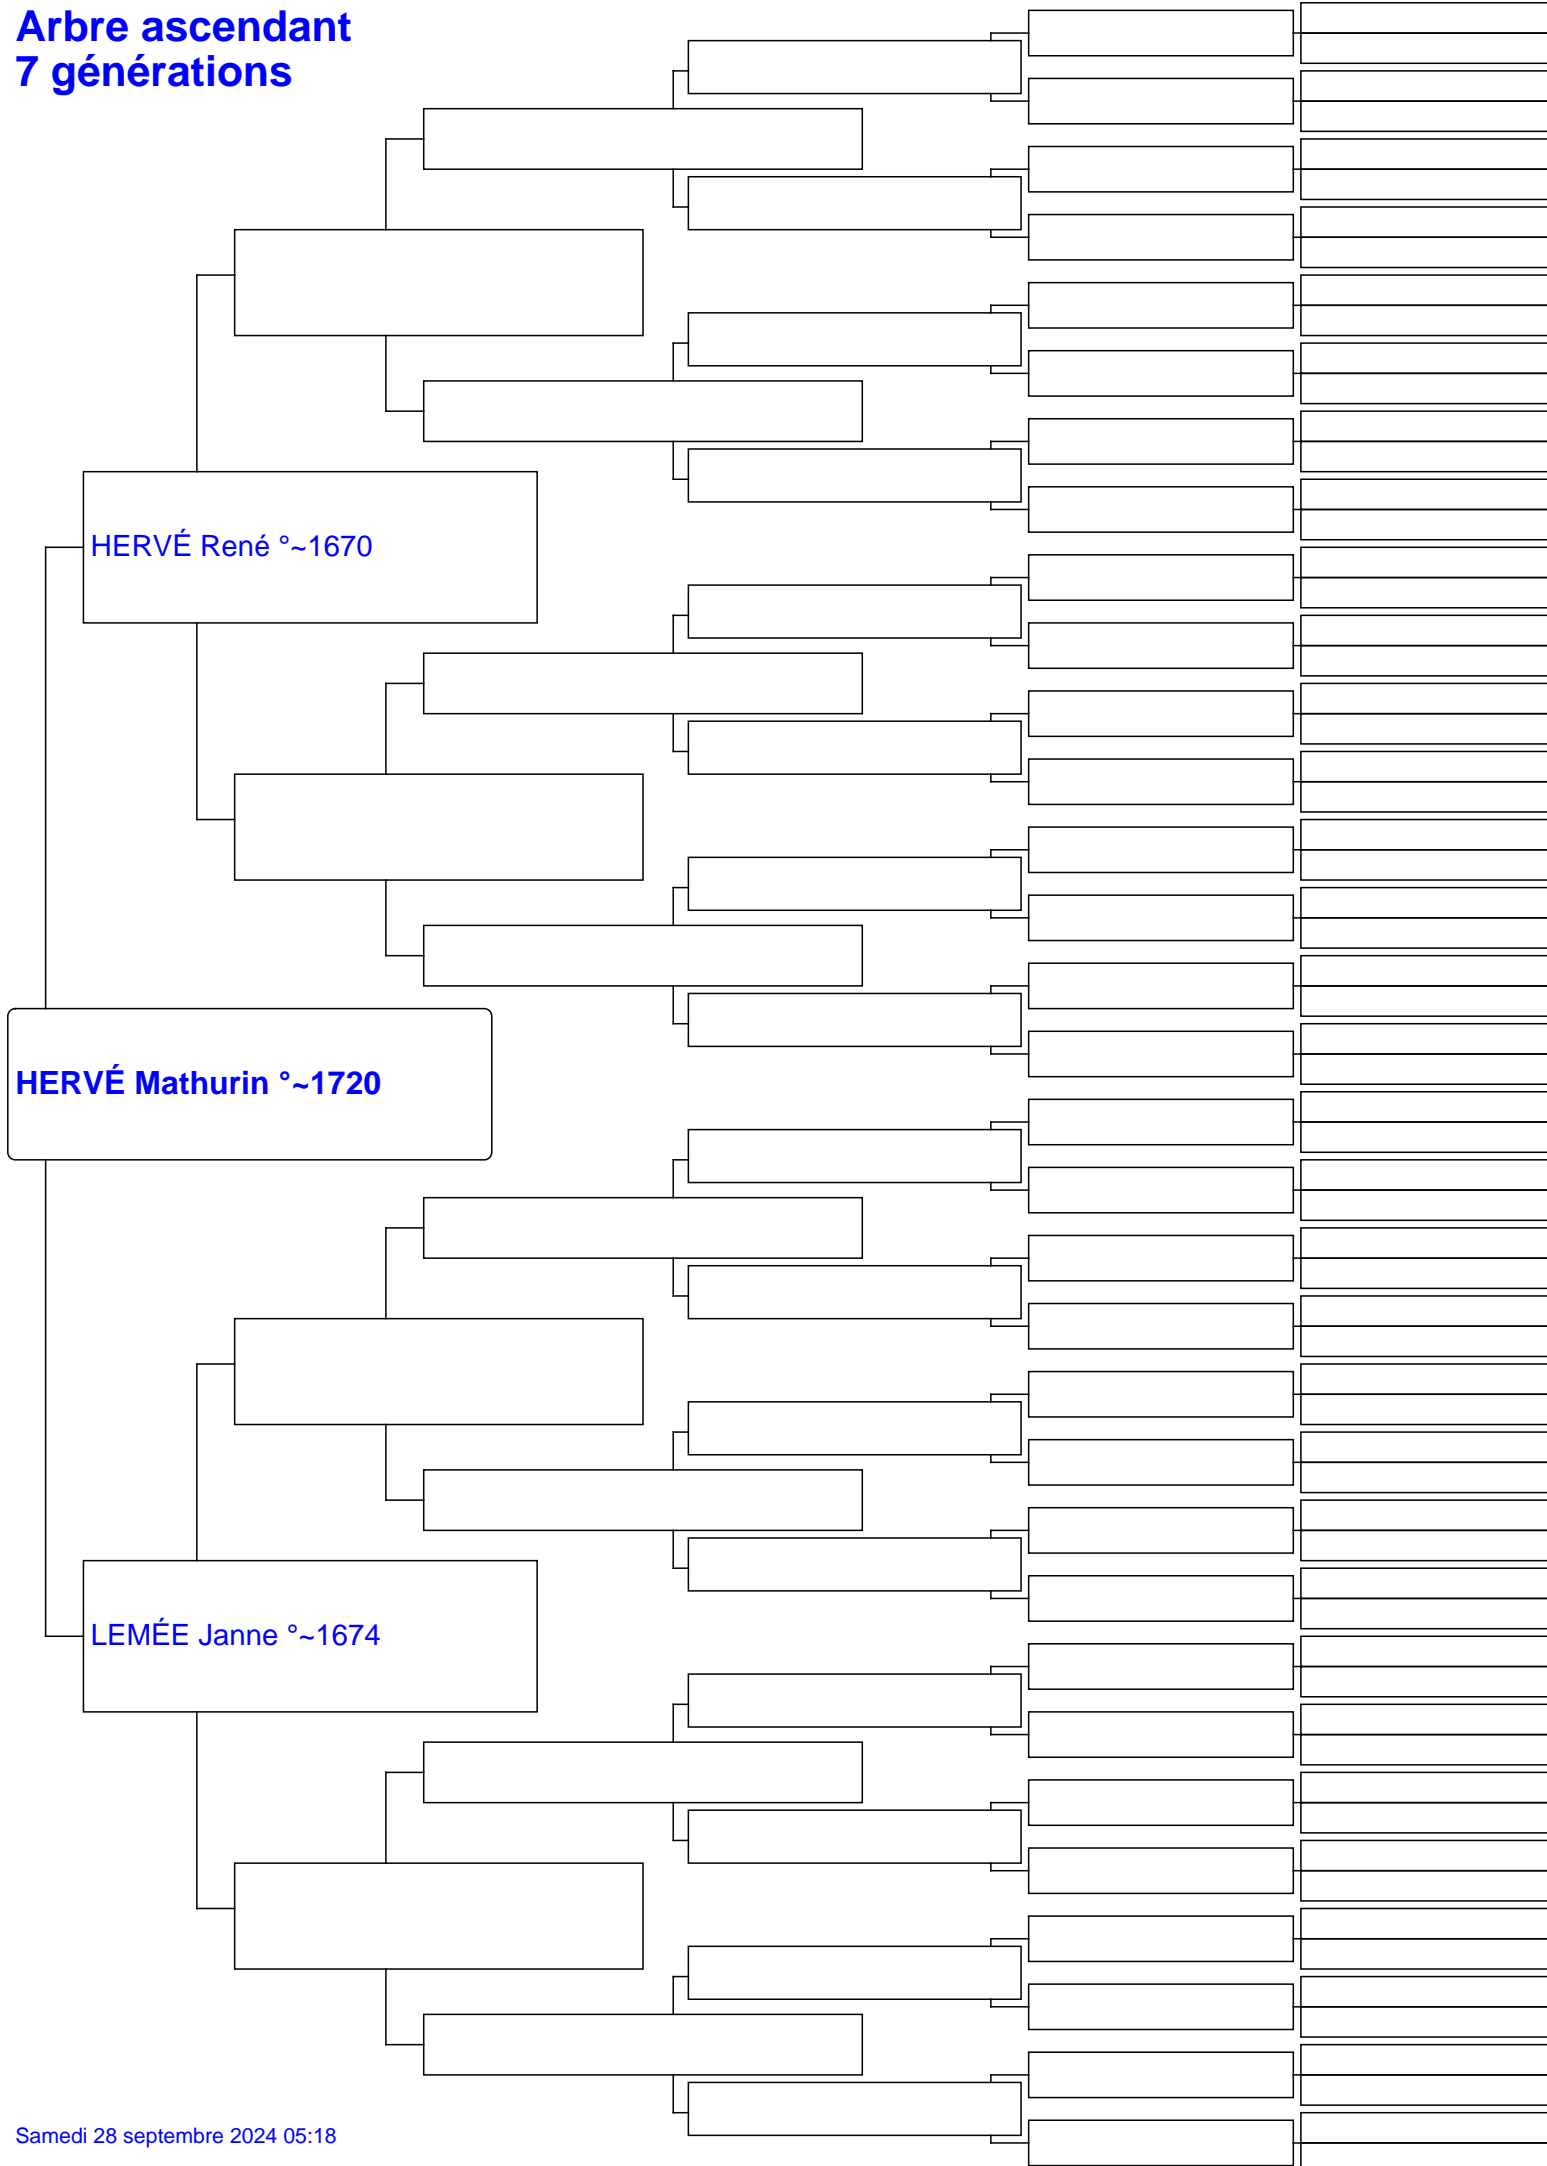 Arbre ascendant
7 générations
HERVÉ René °~1670
HERVÉ Mathurin °~1720
LEMÉE Janne °~1674
Samedi 28 septembre 2024 05:18